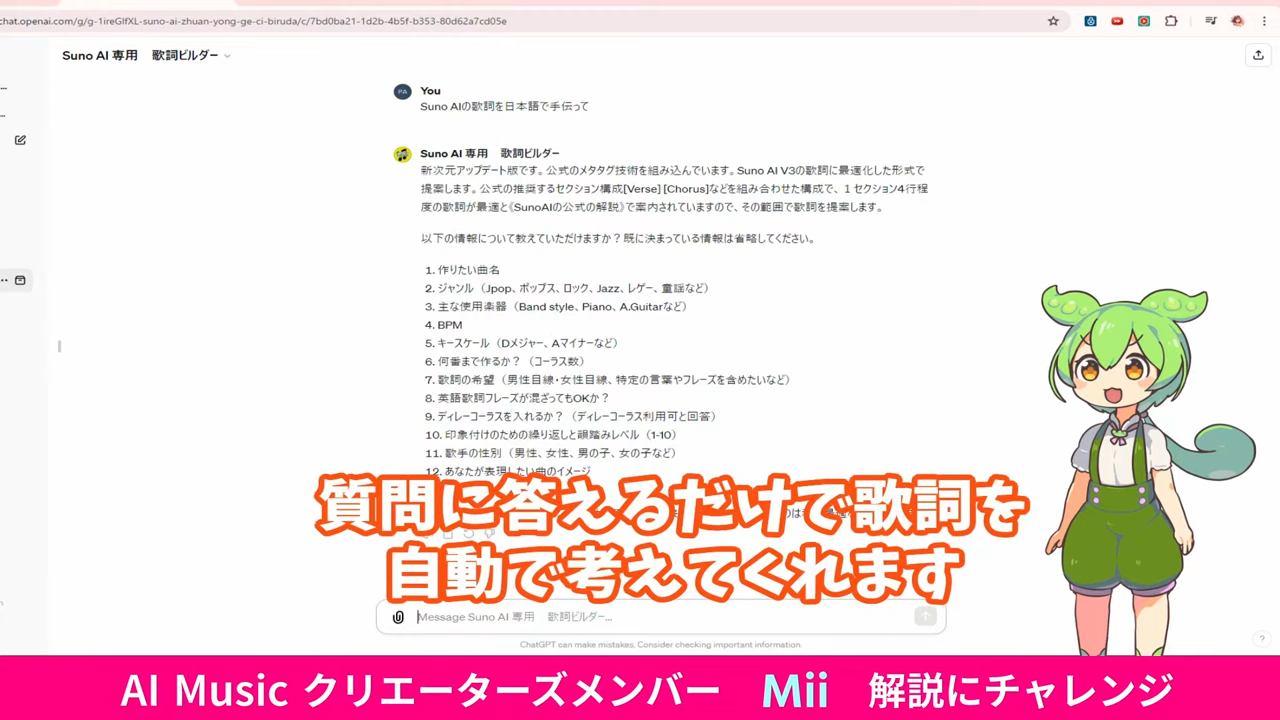 chat.openai.com/g/g-1ireGIfXL-suno-ai-zhuan-yong-ge-ci-biruda/c/7bd0ba21-1d2b-4b5f-b353-80d62a7cd05e
Suno AI 専用 歌詞ビルダー
PA
You
Suno AIの歌詞を日本語で手伝って
Suno AI 専用 歌詞ビルダー
新次元アップデート版です。公式のメタタグ技術を組み込んでいます。Suno AI V3の歌詞に最適化した形式で
提案します。公式の推奨するセクション構成[Verse] [Chorus]などを組み合わせた構成で、１セクション4行程
度の歌詞が最適と《SunoAIの公式の解説》で案内されていますので、その範囲で歌詞を提案します。
以下の情報について教えていただけますか？既に決まっている情報は省略してください。
1. 作りたい曲名
2. ジャンル（Jpop、ポップス、ロック、Jazz、レゲー、童謡など）
3. 主な使用楽器（Band style、Piano、A.Guitarなど）
4. BPM
5. キースケール（Dメジャー、Aマイナーなど）
6. 何番まで作るか？（コーラス数）
7. 歌詞の希望（男性目線・女性目線、特定の言葉やフレーズを含めたいなど）
8. 英語歌詞フレーズが混ざってもOKか？
9. ディレーコーラスを入れるか？（ディレーコーラス利用可と回答）
10. 印象付けのための繰り返しと韻踏みレベル（1-10）
11. 歌手の性別（男性、女性、男の子、女の子など）
12. あなたが表現したい曲のイメージ
質問に答えるだけで歌詞を
自動で考えてくれます
Message Suno AI 専用 歌詞ビルダー...
ChatGPT can make mistakes. Consider checking important information.
?
AI Music クリエーターズメンバー Mii 解説にチャレンジ